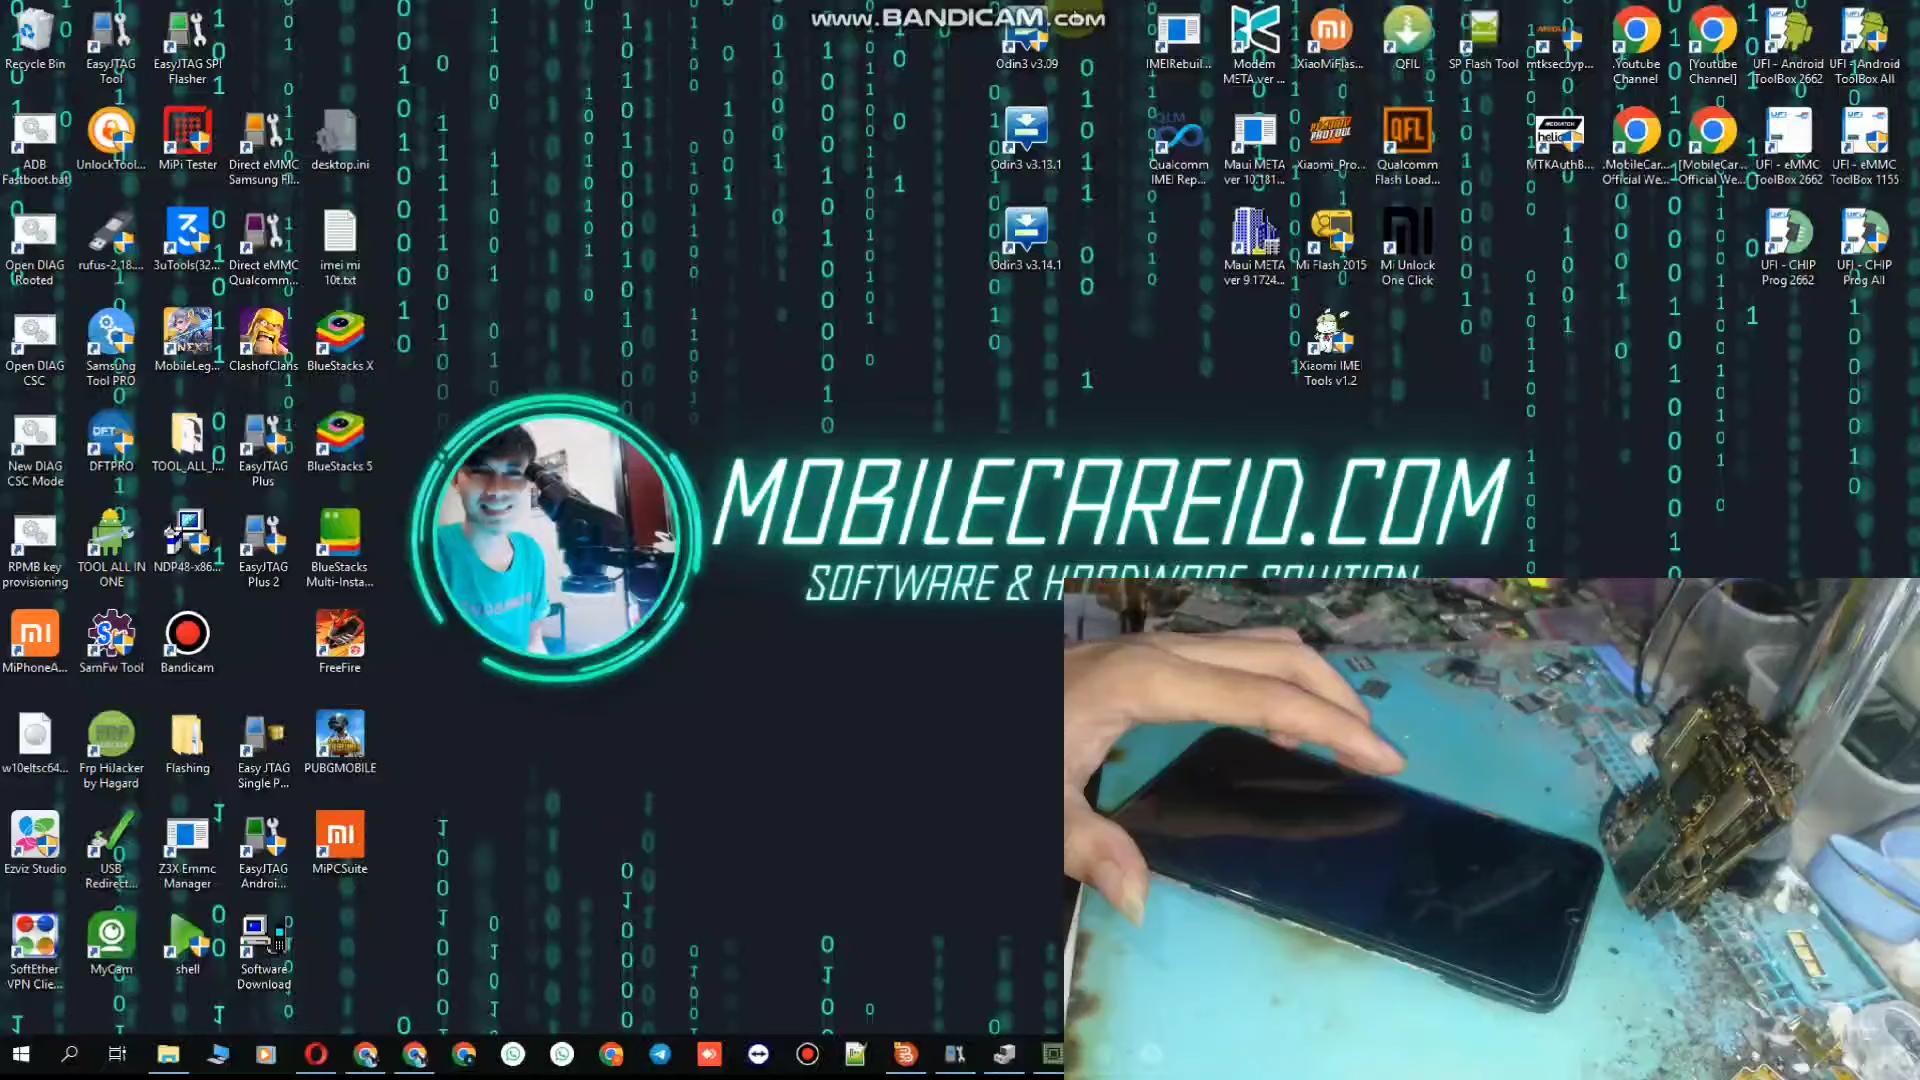 www.BANDICAM.com
Recycle Bin
EasyJTAG
Tool
EasyJTAG SPI
Flasher
Odin3 v3.09
IMEIRebuil...
Modem
META ver ...
XiaoMiFlas...
QFIL
SP Flash Tool
mtksecbyp...
.Youtube
Channel
[Youtube
Channel]
UFI - Android
ToolBox 2662
UFI - Android
ToolBox All
ADB
Fastboot.bat
UnlockTool...
MiPi Tester
Direct eMMC
Samsung Fli...
desktop.ini
Odin3 v3.13.1
QLM
Qualcomm
IMEI Rep...
Maui META
ver 10.181...
Xiaomi_Pro...
QFL
Qualcomm
Flash Load...
MTKAuthB...
.MobileCar...
Official We...
[MobileCar...
Official We...
UFI - eMMC
ToolBox 2662
UFI - eMMC
ToolBox 1155
Open DIAG
(Rooted
rufus-2.18....
3uTools(32...
Direct eMMC
Qualcomm...
imei mi
10t.txt
Odin3 v3.14.1
Maui META
ver 9.1724...
Mi Flash 2015
Mi Unlock
One Click
UFI - CHIP
Prog 2662
UFI - CHIP
Prog All
Open DIAG
CSC
Samsung
Tool PRO
MobileLeg...
ClashofClans
BlueStacks X
Xiaomi IMEI
Tools v1.2
New DIAG
CSC Mode
DFTPRO
TOOL_ALL_I...
EasyJTAG
Plus
BlueStacks 5
MOBILECAREID.COM
SOFTWARE & HARDWARE SOLUTION
RPMB key
provisioning
TOOL ALL IN
ONE
NDP48-x86...
EasyJTAG
Plus 2
BlueStacks
Multi-Insta...
MiPhoneA...
SamFw Tool
Bandicam
FreeFire
w10eltsc64...
Frp HiJacker
by Hagard
Flashing
Easy JTAG
Single P...
PUBGMOBILE
Ezviz Studio
USB
Redirect...
Z3X Emmc
Manager
EasyJTAG
Androi...
MiPCSuite
SoftEther
VPN Clie...
MyCam
shell
Software
Download